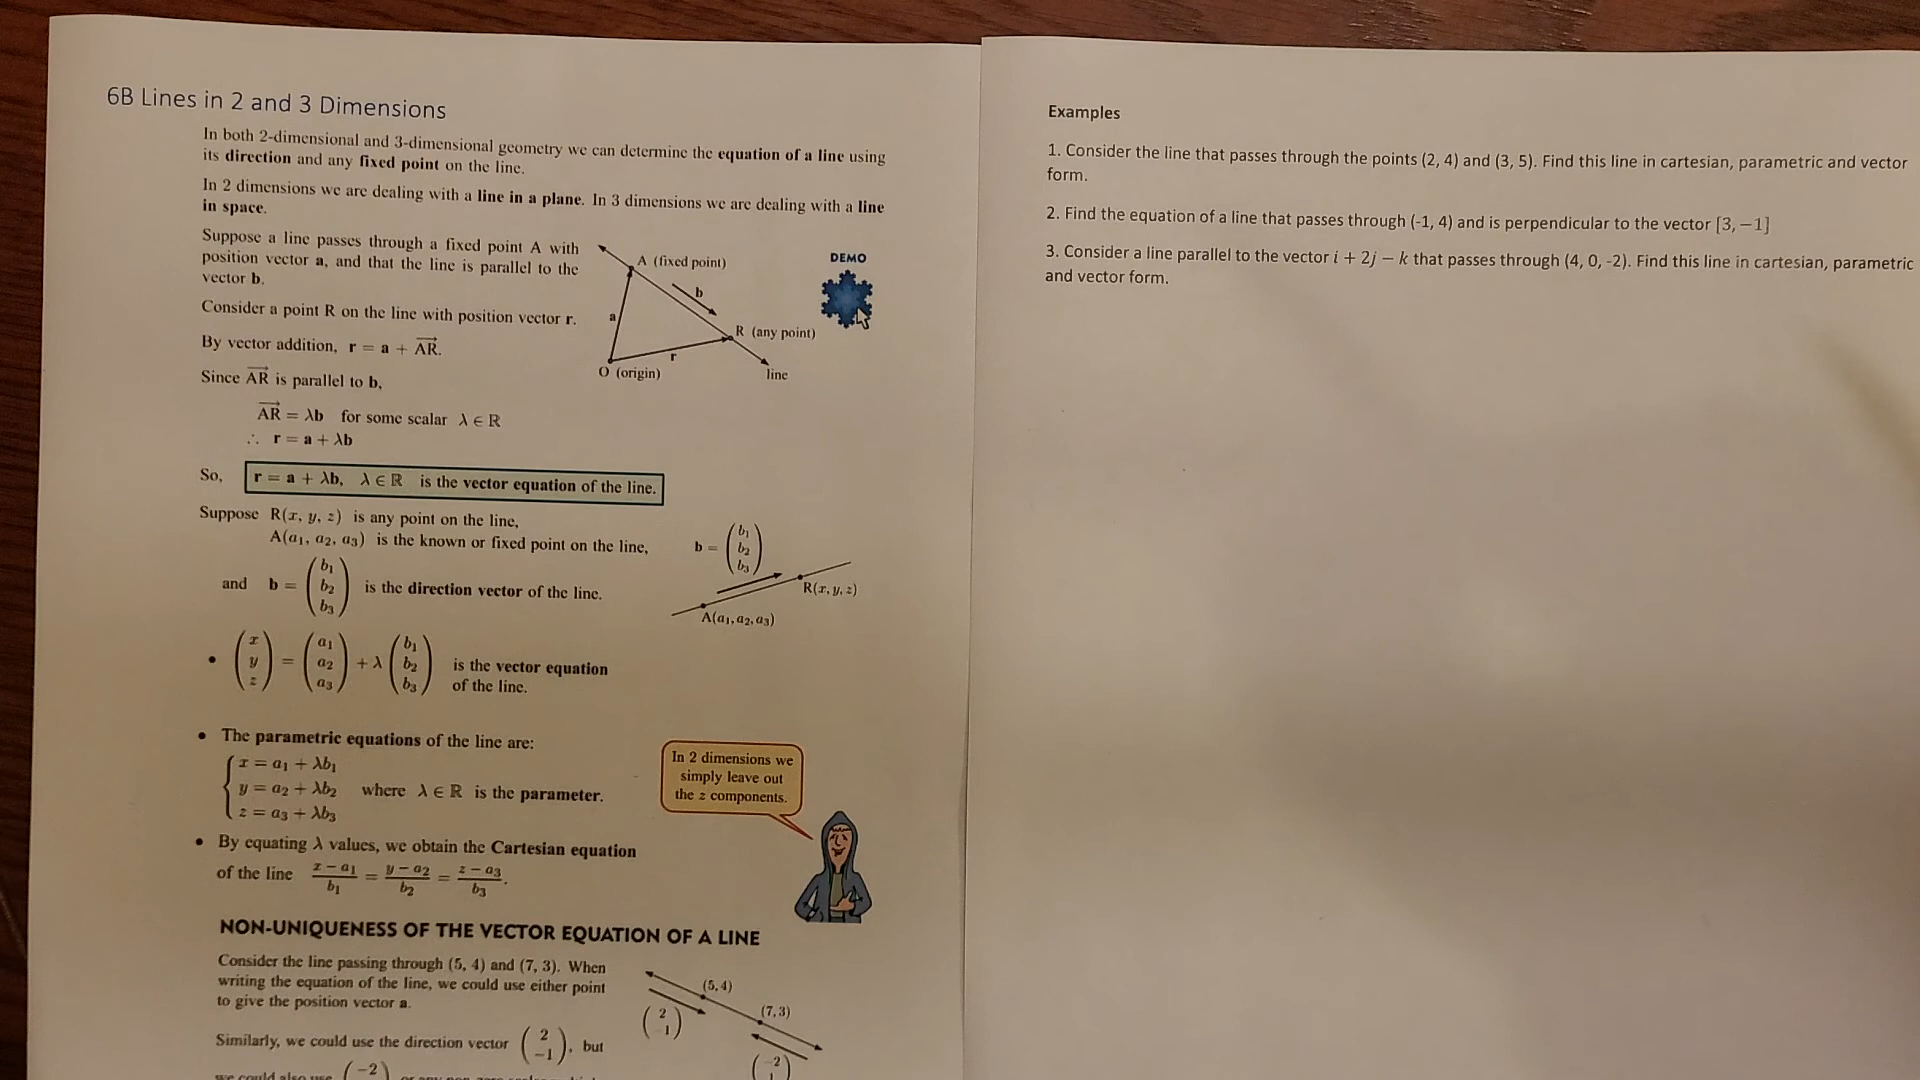 6B Lines in 2 and 3 Dimensions
In both 2-dimensional and 3-dimensional geometry we can determine the equation of a line using
its direction and any fixed point on the line.
In 2 dimensions we are dealing with a line in a plane. In 3 dimensions we are dealing with a line
in space.
Suppose a line passes through a fixed point A with
position vector a, and that the line is parallel to the
vector b.
Consider a point R on the line with position vector r.
By vector addition, r = a + \overrightarrow{AR}.
Since \overrightarrow{AR} is parallel to b,
\overrightarrow{AR} = λb for some scalar λ ∈ ℝ
∴ r = a + λb
A (fixed point)
b
a
R (any point)
r
O (origin)
line
DEMO
So, r = a + λb, λ ∈ ℝ is the vector equation of the line.
Suppose R(x, y, z) is any point on the line,
A(a₁, a₂, a₃) is the known or fixed point on the line,
and b = (b₁ b₂ b₃) is the direction vector of the line.
b = (b₁ b₂ b₃)
R(x, y, z)
A(a₁, a₂, a₃)
• (x y z) = (a₁ a₂ a₃) + λ (b₁ b₂ b₃) is the vector equation
of the line.
• The parametric equations of the line are:
x = a₁ + λb₁
y = a₂ + λb₂ where λ ∈ ℝ is the parameter.
z = a₃ + λb₃
In 2 dimensions we
simply leave out
the z components.
• By equating λ values, we obtain the Cartesian equation
of the line (x − a₁)/b₁ = (y − a₂)/b₂ = (z − a₃)/b₃.
NON-UNIQUENESS OF THE VECTOR EQUATION OF A LINE
Consider the line passing through (5, 4) and (7, 3). When
writing the equation of the line, we could use either point
to give the position vector a.
Similarly, we could use the direction vector (2 −1), but
we could also use (−2
(5, 4)
(7, 3)
(2 −1)
(−2 1)
Examples
1. Consider the line that passes through the points (2, 4) and (3, 5). Find this line in cartesian, parametric and vector
form.
2. Find the equation of a line that passes through (-1, 4) and is perpendicular to the vector [3, −1]
3. Consider a line parallel to the vector i + 2j − k that passes through (4, 0, -2). Find this line in cartesian, parametric
and vector form.